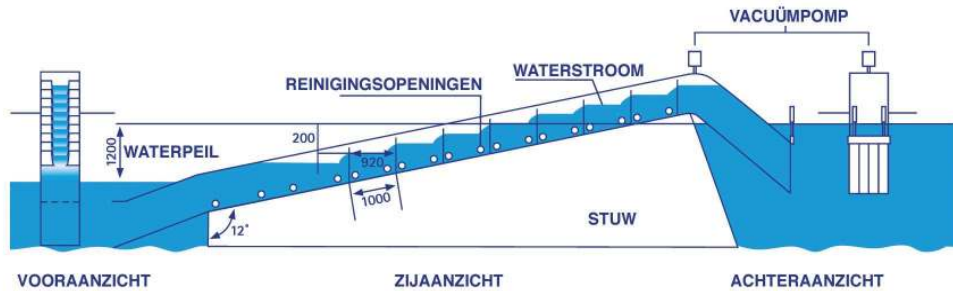 VACUÜMPOMP
REINIGINGSOPENINGEN
WATERSTROOM
1200
WATERPEIL
200
920
1000
12°
STUW
VOORAANZICHT
ZIJAANZICHT
ACHTERAANZICHT